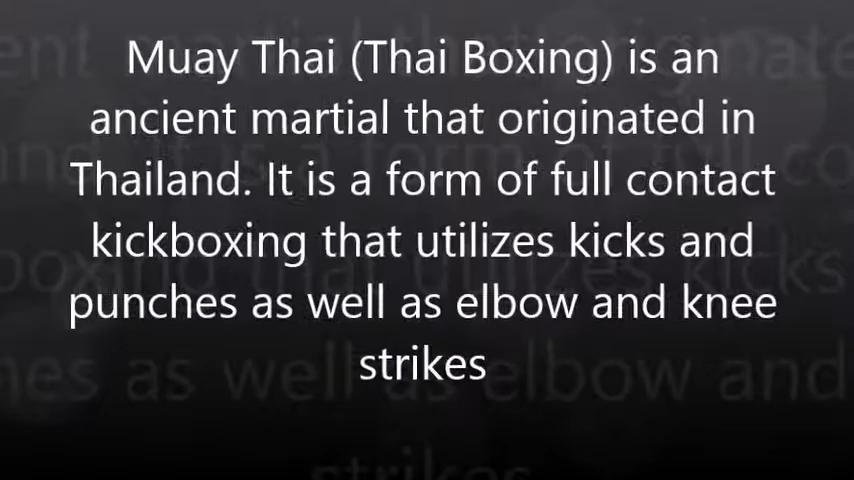 Muay Thai (Thai Boxing) is an
ancient martial that originated in
Thailand. It is a form of full contact
kickboxing that utilizes kicks and
punches as well as elbow and knee
strikes